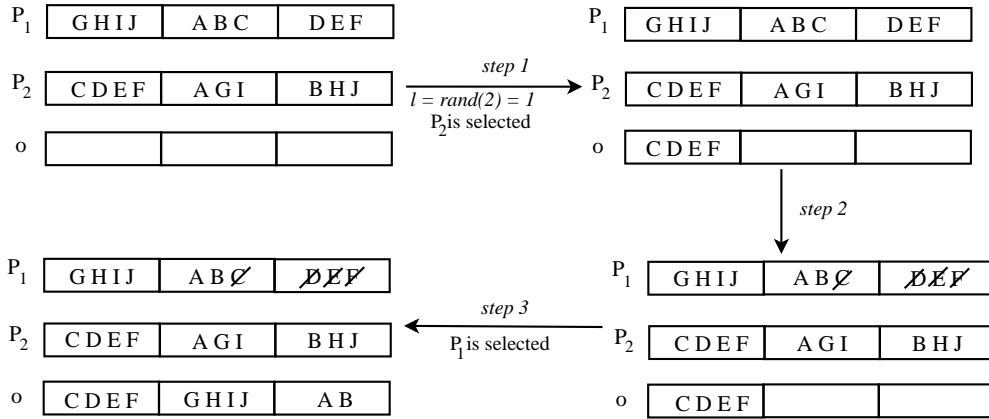 P1 GHIJ ABC DEF
P2 CDEF AGI BHJ
o
step 1
l = rand(2) = 1
P2 is selected
P1 GHIJ ABC DEF
P2 CDEF AGI BHJ
o CDEF
step 2
P1 GHIJ ABC DEF
P2 CDEF AGI BHJ
o CDEF GHIJ AB
step 3
P1 is selected
P1 GHIJ ABC DEF
P2 CDEF AGI BHJ
o CDEF